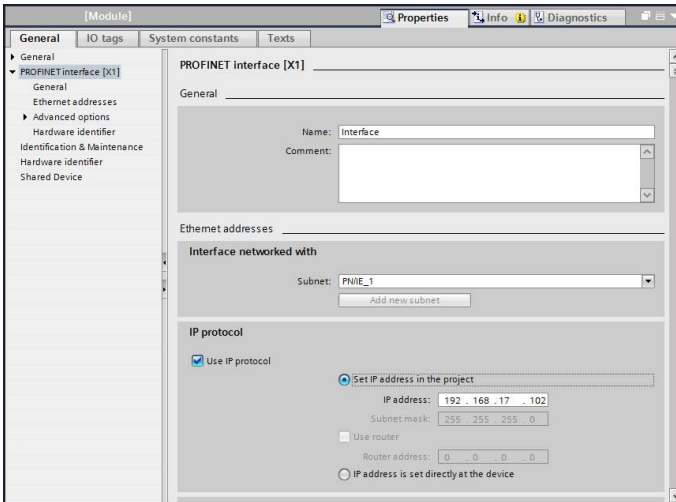 [Module]
Properties
Info
Diagnostics
General
IO tags
System constants
Texts
General
PROFINET interface [X1]
General
Ethernet addresses
Advanced options
Hardware identifier
Identification & Maintenance
Hardware identifier
Shared Device
PROFINET interface [X1]
General
Name: Interface
Comment:
Ethernet addresses
Interface networked with
Subnet: PN/IE_1
Add new subnet
IP protocol
Use IP protocol
Set IP address in the project
IP address: 192 . 168 . 17 . 102
Subnet mask: 255 . 255 . 255 . 0
Use router
Router address: 0 . 0 . 0 . 0
IP address is set directly at the device